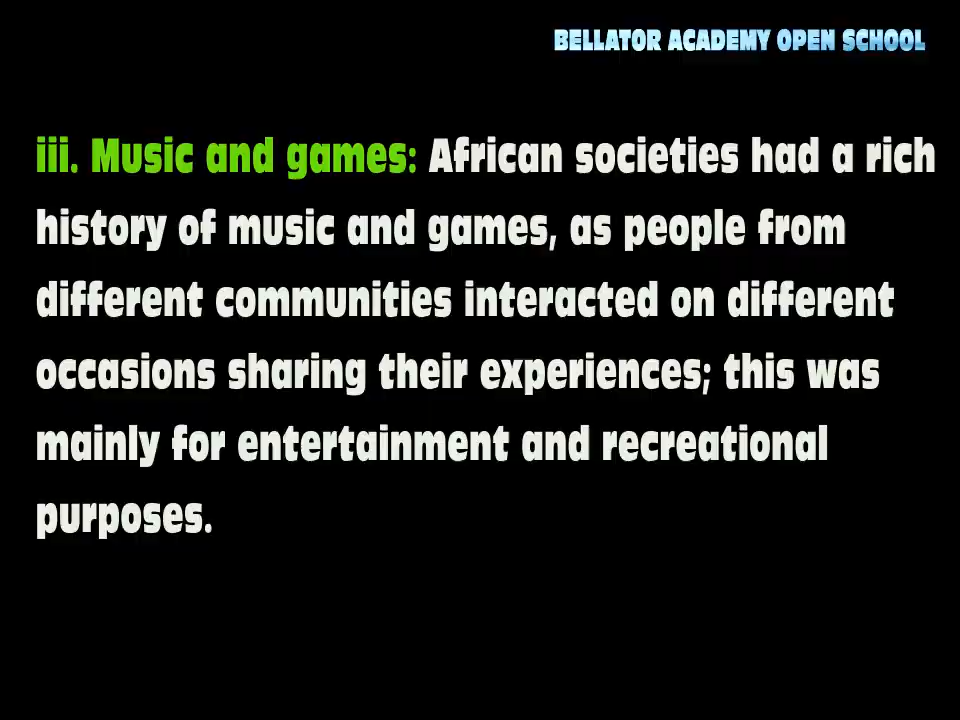 BELLATOR ACADEMY OPEN SCHOOL
iii. Music and games: African societies had a rich
history of music and games, as people from
different communities interacted on different
occasions sharing their experiences; this was
mainly for entertainment and recreational
purposes.